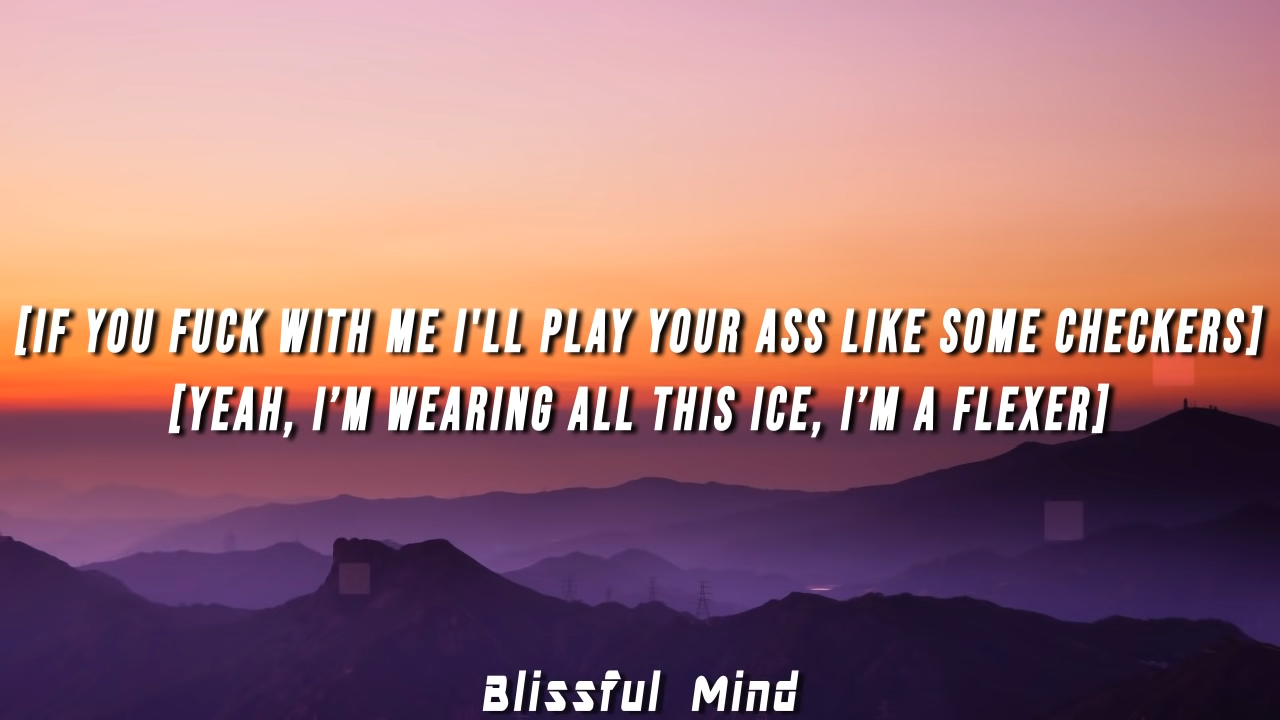 [IF YOU FUCK WITH ME I'LL PLAY YOUR ASS LIKE SOME CHECKERS]
[YEAH, I’M WEARING ALL THIS ICE, I’M A FLEXER]
Blissful Mind